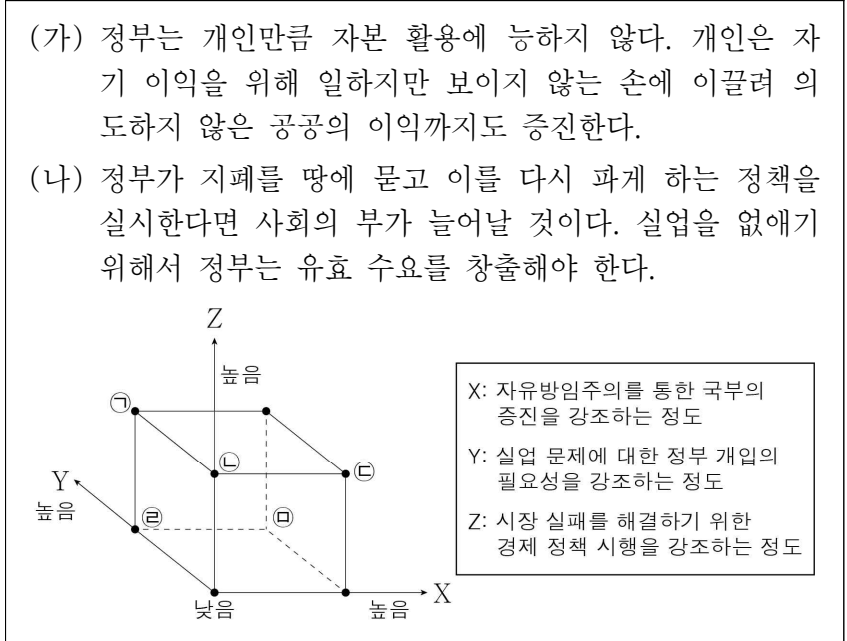 (가) 정부는 개인만큼 자본 활용에 능하지 않다. 개인은 자
기 이익을 위해 일하지만 보이지 않는 손에 이끌려 의
도하지 않은 공공의 이익까지도 증진한다.
(나) 정부가 지폐를 땅에 묻고 이를 다시 파게 하는 정책을
실시한다면 사회의 부가 늘어날 것이다. 실업을 없애기
위해서 정부는 유효 수요를 창출해야 한다.
Z
높음
㉠
㉡
㉢
Y
높음
㉣
㉤
낮음
높음
X
X: 자유방임주의를 통한 국부의
증진을 강조하는 정도
Y: 실업 문제에 대한 정부 개입의
필요성을 강조하는 정도
Z: 시장 실패를 해결하기 위한
경제 정책 시행을 강조하는 정도